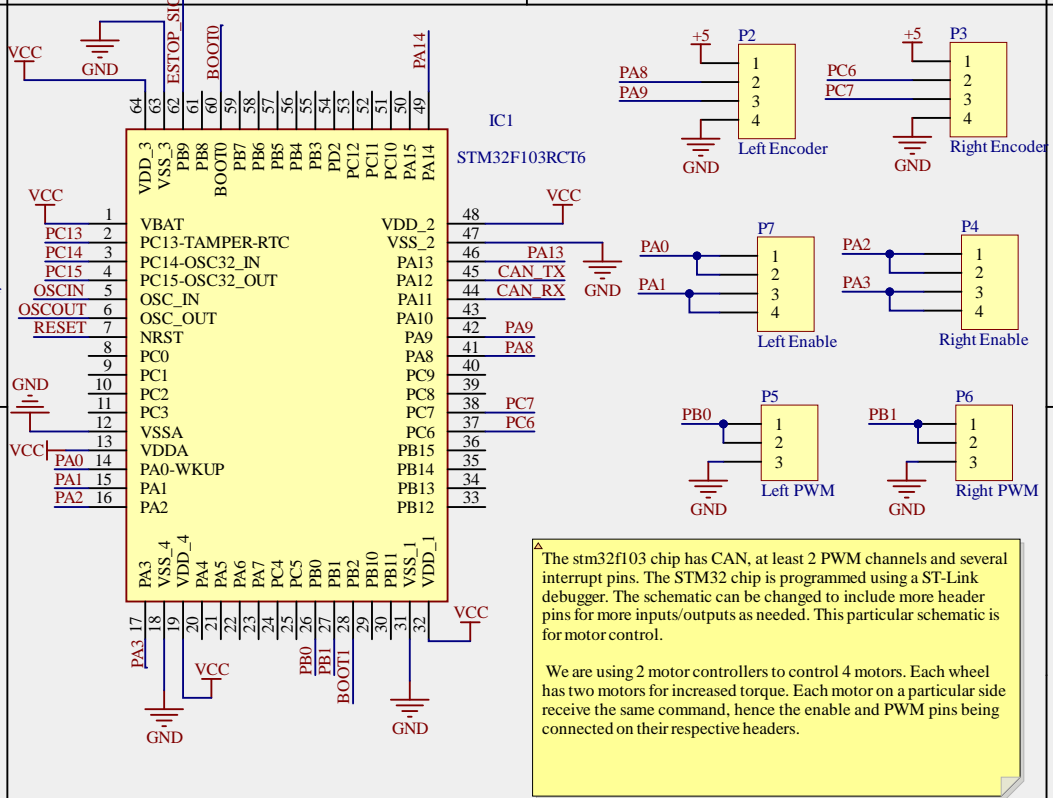 VCC
GND
ESTOP_SIG
BOOT0
PA14
64
63
62
61
60
59
58
57
56
55
54
53
52
51
50
49
VDD_3
VSS_3
PB9
PB8
BOOT0
PB7
PB6
PB5
PB4
PB3
PD2
PC12
PC11
PC10
PA15
PA14
IC1
STM32F103RCT6
VCC
1 VBAT
PC13 2 PC13-TAMPER-RTC
PC14 3 PC14-OSC32_IN
PC15 4 PC15-OSC32_OUT
OSCIN 5 OSC_IN
OSCOUT 6 OSC_OUT
RESET 7 NRST
8 PC0
9 PC1
10 PC2
11 PC3
GND
12 VSSA
VCC 13 VDDA
PA0 14 PA0-WKUP
PA1 15 PA1
PA2 16 PA2
VDD_2 48 VCC
VSS_2 47 GND
PA13 46 PA13
PA12 45 CAN_TX
PA11 44 CAN_RX
PA10 43
PA9 42 PA9
PA8 41 PA8
PC9 40
PC8 39
PC7 38 PC7
PC6 37 PC6
PB15 36
PB14 35
PB13 34
PB12 33
PA3
VSS_4
VDD_4
PA4
PA5
PA6
PA7
PC4
PC5
PB0
PB1
PB2
PB10
PB11
VSS_1
VDD_1
17
18
19
20
21
22
23
24
25
26
27
28
29
30
31
32
PA3
GND
VCC
PB0
PB1
BOOT1
GND
VCC
P2
+5
1
PA8 2
PA9 3
4
GND
Left Encoder
P3
+5
1
PC6 2
PC7 3
4
GND
Right Encoder
P7
PA0 1
2
PA1 3
4
Left Enable
P4
PA2 1
2
PA3 3
4
Right Enable
P5
PB0 1
2
3
GND
Left PWM
P6
PB1 1
2
3
GND
Right PWM
The stm32f103 chip has CAN, at least 2 PWM channels and several
interrupt pins. The STM32 chip is programmed using a ST-Link
debugger. The schematic can be changed to include more header
pins for more inputs/outputs as needed. This particular schematic is
for motor control.
We are using 2 motor controllers to control 4 motors. Each wheel
has two motors for increased torque. Each motor on a particular side
receive the same command, hence the enable and PWM pins being
connected on their respective headers.